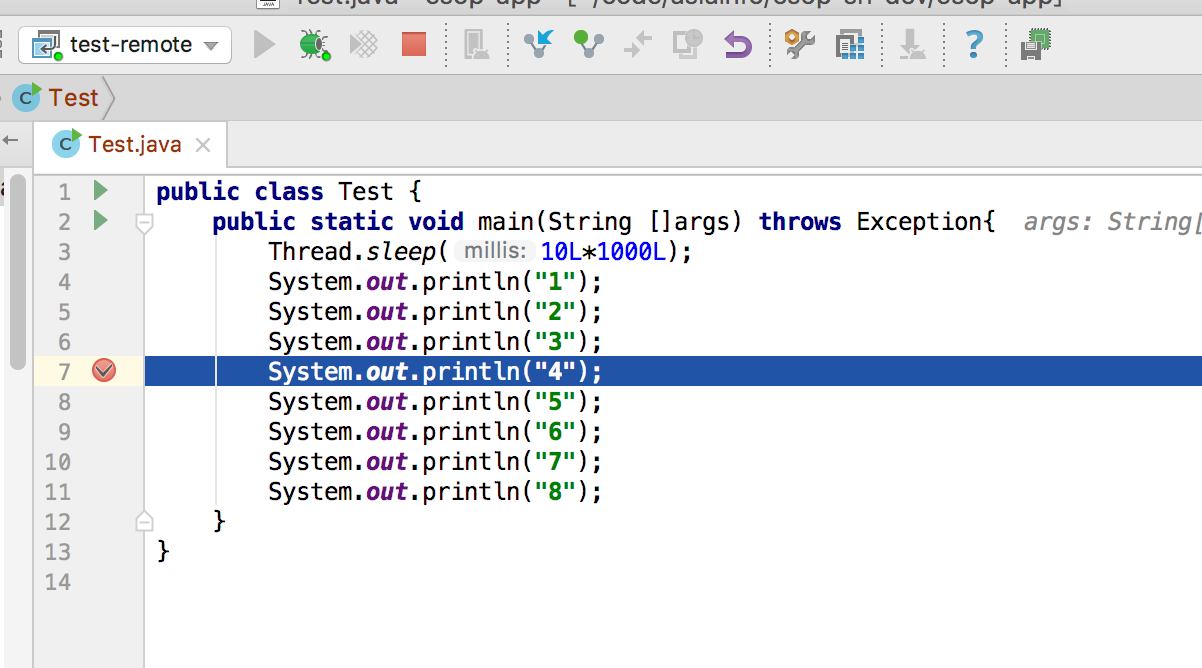 test-remote
Test
Test.java
1 public class Test {
2 public static void main(String []args) throws Exception{ args: String[
3 Thread.sleep( millis: 10L*1000L);
4 System.out.println("1");
5 System.out.println("2");
6 System.out.println("3");
7 System.out.println("4");
8 System.out.println("5");
9 System.out.println("6");
10 System.out.println("7");
11 System.out.println("8");
12 }
13 }
14